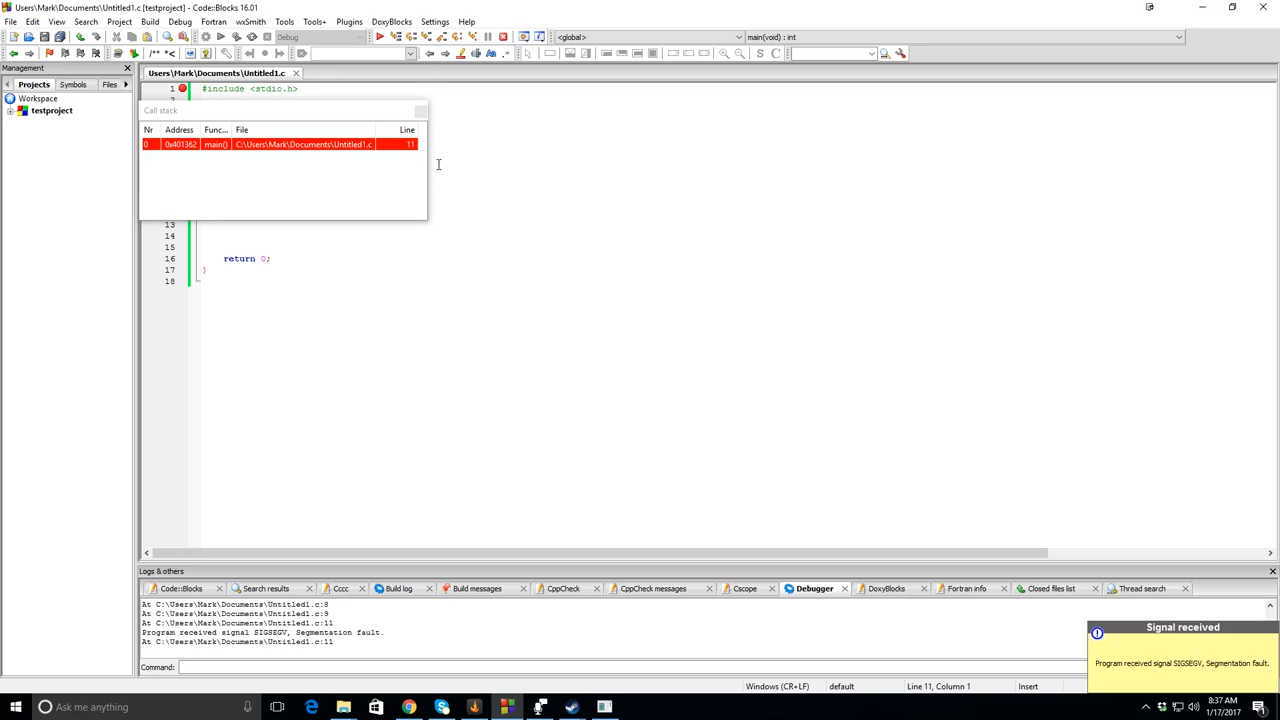 Users\Mark\Documents\Untitled1.c [testproject] - Code::Blocks 16.01
File Edit View Search Project Build Debug Fortran wxSmith Tools Tools+ Plugins DoxyBlocks Settings Help
Debug <global> main(void) : int
/** *<
Management
Projects Symbols Files
Workspace
testproject
Users\Mark\Documents\Untitled1.c
1 #include <stdio.h>
Call stack
Nr Address Func... File Line
0 0x401362 main() C:\Users\Mark\Documents\Untitled1.c 11
13
14
15
16 return 0;
17 }
18
Logs & others
Code::Blocks Search results Cccc Build log Build messages CppCheck CppCheck messages Cscope Debugger DoxyBlocks Fortran info Closed files list Thread search
At C:\Users\Mark\Documents\Untitled1.c:8
At C:\Users\Mark\Documents\Untitled1.c:9
At C:\Users\Mark\Documents\Untitled1.c:11
Program received signal SIGSEGV, Segmentation fault.
At C:\Users\Mark\Documents\Untitled1.c:11
Command:
Signal received
Program received signal SIGSEGV, Segmentation fault.
Windows (CR+LF) default Line 11, Column 1 Insert
Ask me anything
8:37 AM
1/17/2017